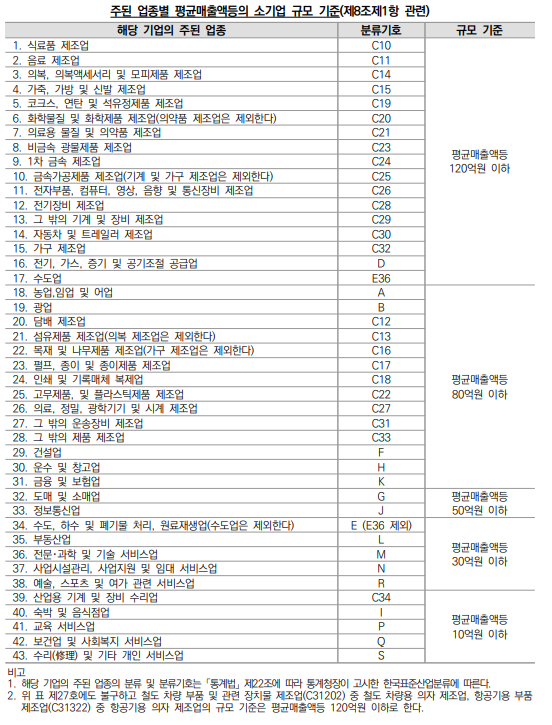 주된 업종별 평균매출액등의 소기업 규모 기준(제8조제1항 관련)
해당 기업의 주된 업종 분류기호 규모 기준
1. 식료품 제조업 C10
2. 음료 제조업 C11
3. 의복, 의복액세서리 및 모피제품 제조업 C14
4. 가죽, 가방 및 신발 제조업 C15
5. 코크스, 연탄 및 석유정제품 제조업 C19
6. 화학물질 및 화학제품 제조업(의약품 제조업은 제외한다) C20
7. 의료용 물질 및 의약품 제조업 C21
8. 비금속 광물제품 제조업 C23
9. 1차 금속 제조업 C24
10. 금속가공제품 제조업(기계 및 가구 제조업은 제외한다) C25
11. 전자부품, 컴퓨터, 영상, 음향 및 통신장비 제조업 C26
12. 전기장비 제조업 C28
13. 그 밖의 기계 및 장비 제조업 C29
14. 자동차 및 트레일러 제조업 C30
15. 가구 제조업 C32
16. 전기, 가스, 증기 및 공기조절 공급업 D
17. 수도업 E36
평균매출액등
120억원 이하
18. 농업,임업 및 어업 A
19. 광업 B
20. 담배 제조업 C12
21. 섬유제품 제조업(의복 제조업은 제외한다) C13
22. 목재 및 나무제품 제조업(가구 제조업은 제외한다) C16
23. 펄프, 종이 및 종이제품 제조업 C17
24. 인쇄 및 기록매체 복제업 C18
25. 고무제품, 및 플라스틱제품 제조업 C22
26. 의료, 정밀, 광학기기 및 시계 제조업 C27
27. 그 밖의 운송장비 제조업 C31
28. 그 밖의 제품 제조업 C33
29. 건설업 F
30. 운수 및 창고업 H
31. 금융 및 보험업 K
평균매출액등
80억원 이하
32. 도매 및 소매업 G
33. 정보통신업 J
평균매출액등
50억원 이하
34. 수도, 하수 및 폐기물 처리, 원료재생업(수도업은 제외한다) E (E36 제외)
35. 부동산업 L
36. 전문·과학 및 기술 서비스업 M
37. 사업시설관리, 사업지원 및 임대 서비스업 N
38. 예술, 스포츠 및 여가 관련 서비스업 R
평균매출액등
30억원 이하
39. 산업용 기계 및 장비 수리업 C34
40. 숙박 및 음식점업 I
41. 교육 서비스업 P
42. 보건업 및 사회복지 서비스업 Q
43. 수리(修理) 및 기타 개인 서비스업 S
평균매출액등
10억원 이하
비고
1. 해당 기업의 주된 업종의 분류 및 분류기호는 「통계법」 제22조에 따라 통계청장이 고시한 한국표준산업분류에 따른다.
2. 위 표 제27호에도 불구하고 철도 차량 부품 및 관련 장치물 제조업(C31202) 중 철도 차량용 의자 제조업, 항공기용 부품
제조업(C31322) 중 항공기용 의자 제조업의 규모 기준은 평균매출액등 120억원 이하로 한다.